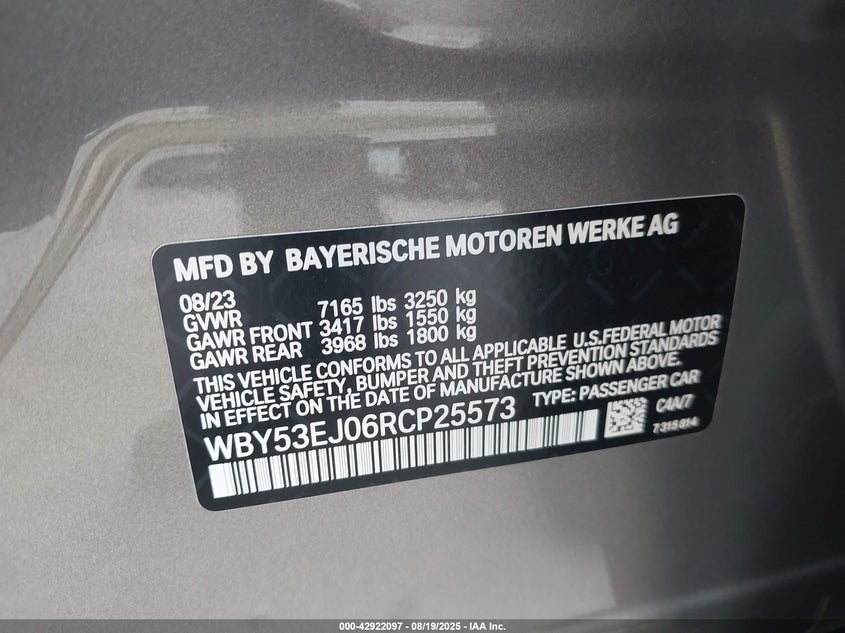 MFD BY BAYERISCHE MOTOREN WERKE AG
08/23
GVWR 7165 lbs 3250 kg
GAWR FRONT 3417 lbs 1550 kg
GAWR REAR 3968 lbs 1800 kg
THIS VEHICLE CONFORMS TO ALL APPLICABLE U.S.FEDERAL MOTOR
VEHICLE SAFETY, BUMPER AND THEFT PREVENTION STANDARDS
IN EFFECT ON THE DATE OF MANUFACTURE SHOWN ABOVE.
WBY53EJ06RCP25573 TYPE: PASSENGER CAR
C4A/7
7315814
000-42922097 - 08/19/2025 - IAA Inc.